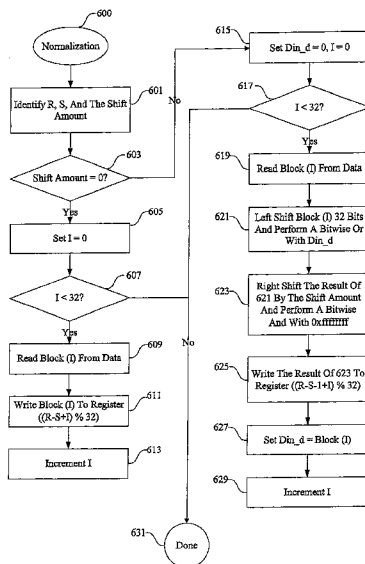 600
Normalization
601
Identify R, S, And The Shift
Amount
No
603
Shift Amount = 0?
Yes
605
Set I = 0
607
I < 32?
Yes
No
Read Block (I) From Data
609
Write Block (I) To Register
((R-S+I) % 32)
611
Increment I
613
615
Set Din_d = 0, I = 0
617
I < 32?
Yes
619
Read Block (I) From Data
621
Left Shift Block (I) 32 Bits
And Perform A Bitwise Or
With Din_d
623
Right Shift The Result Of
621 By The Shift Amount
And Perform A Bitwise
And With 0xffffffff
625
Write The Result Of 623 To
Register ((R-S-1+I) % 32)
627
Set Din_d = Block (I)
629
Increment I
631
Done